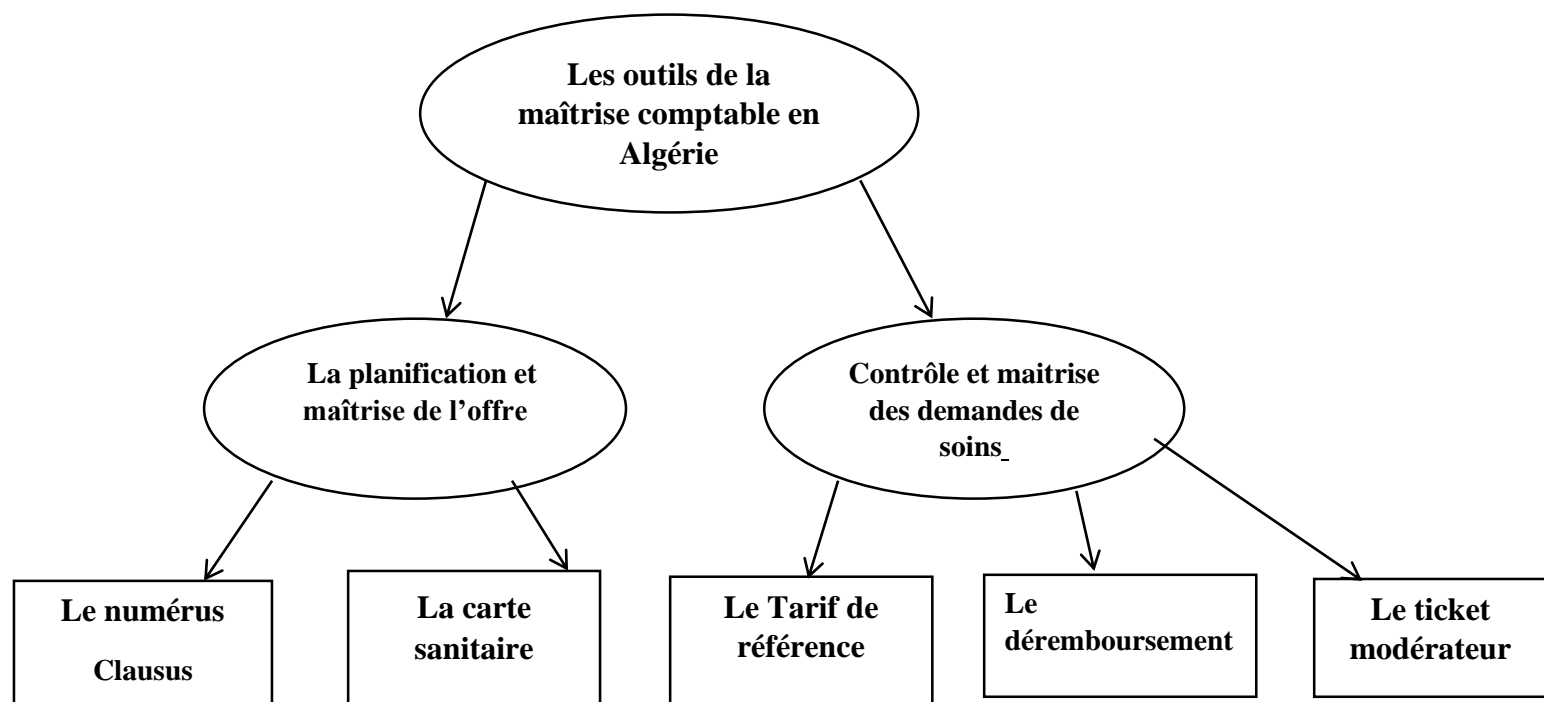 Les outils de la
maîtrise comptable en
Algérie
La planification et
maîtrise de l’offre
Contrôle et maitrise
des demandes de
soins
Le numérus
Clausus
La carte
sanitaire
Le Tarif de
référence
Le
déremboursement
Le ticket
modérateur